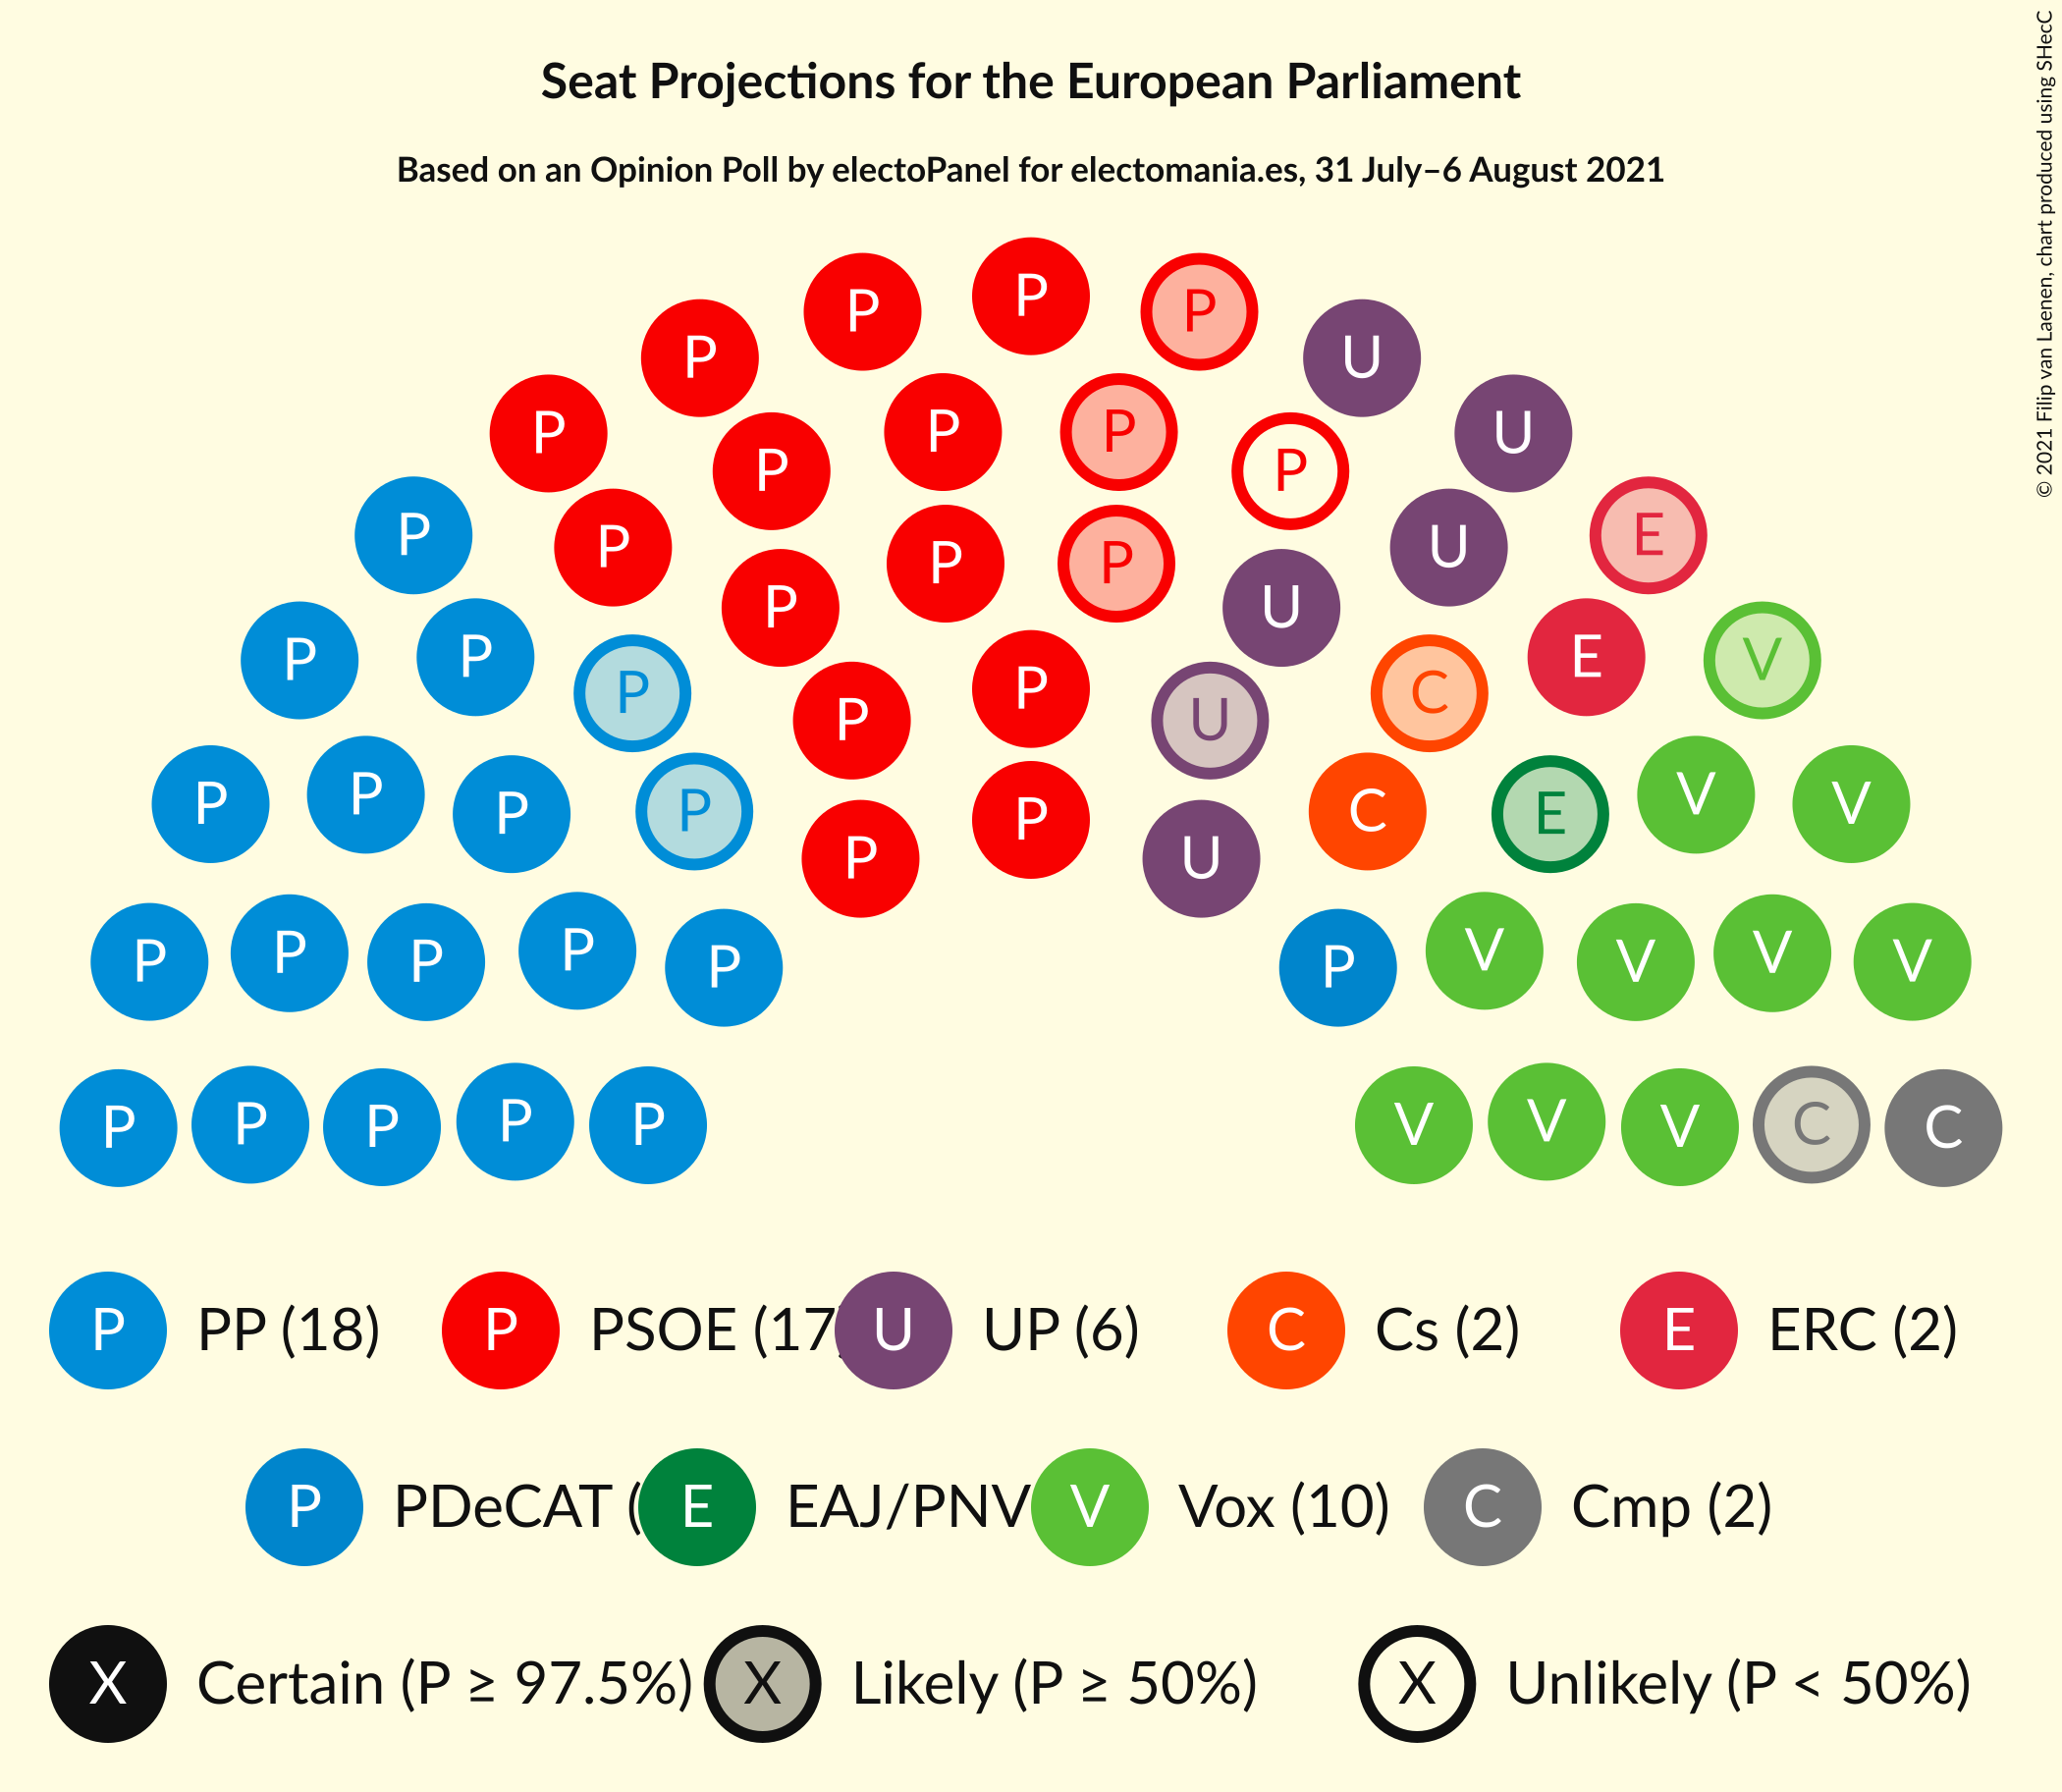 Seat Projections for the European Parliament
Based on an Opinion Poll by electoPanel for electomania.es, 31 July–6 August 2021
© 2021 Filip van Laenen, chart produced using SHecC
P
P P
P U
P P P U
P P
P P P P U E
P U
P P P P C E V
P U
P P P P P C E V V
P U
P P P P P P V V V V
P P P P P V V V C C
P PP (18) P PSOE (17 U UP (6) C Cs (2) E ERC (2)
P PDeCAT ( E EAJ/PNV V Vox (10) C Cmp (2)
X Certain (P ≥ 97.5%) X Likely (P ≥ 50%) X Unlikely (P < 50%)